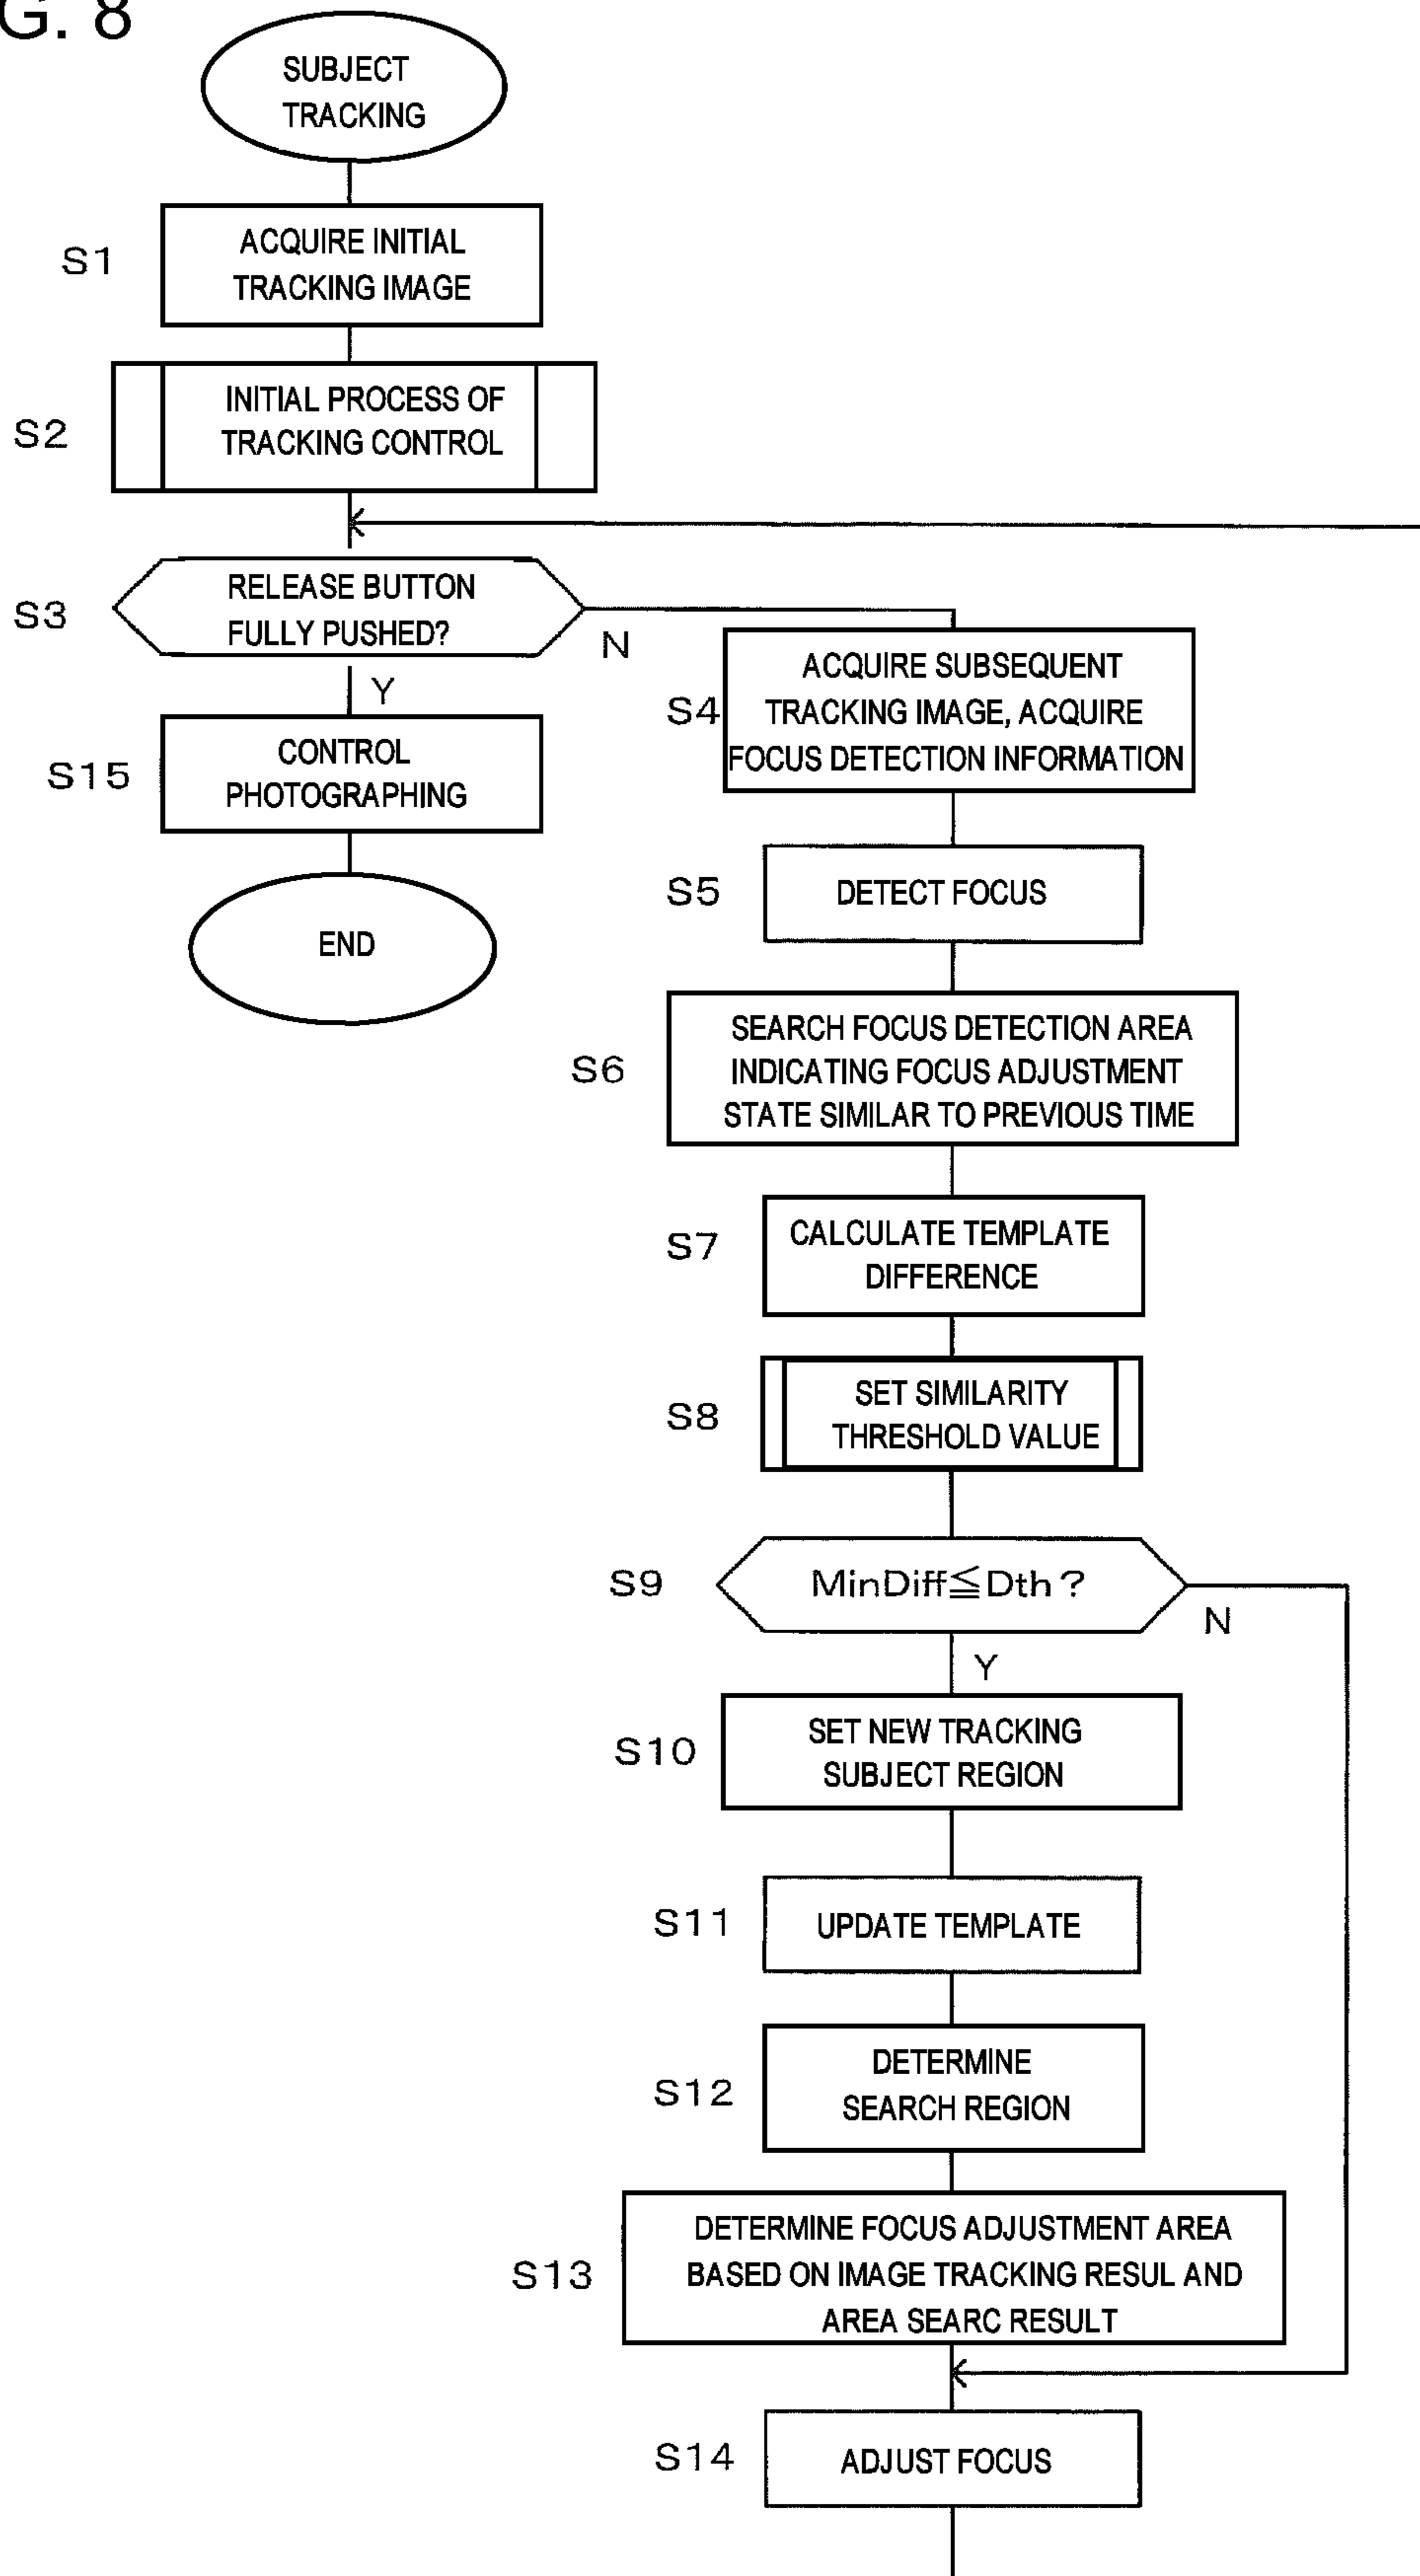 G. 8
SUBJECT
TRACKING
S1
ACQUIRE INITIAL
TRACKING IMAGE
S2
INITIAL PROCESS OF
TRACKING CONTROL
S3
RELEASE BUTTON
FULLY PUSHED?
N
Y
S15
CONTROL
PHOTOGRAPHING
END
S4
ACQUIRE SUBSEQUENT
TRACKING IMAGE, ACQUIRE
FOCUS DETECTION INFORMATION
S5
DETECT FOCUS
S6
SEARCH FOCUS DETECTION AREA
INDICATING FOCUS ADJUSTMENT
STATE SIMILAR TO PREVIOUS TIME
S7
CALCULATE TEMPLATE
DIFFERENCE
S8
SET SIMILARITY
THRESHOLD VALUE
S9
MinDiff≦Dth?
N
Y
S10
SET NEW TRACKING
SUBJECT REGION
S11
UPDATE TEMPLATE
S12
DETERMINE
SEARCH REGION
S13
DETERMINE FOCUS ADJUSTMENT AREA
BASED ON IMAGE TRACKING RESUL AND
AREA SEARC RESULT
S14
ADJUST FOCUS